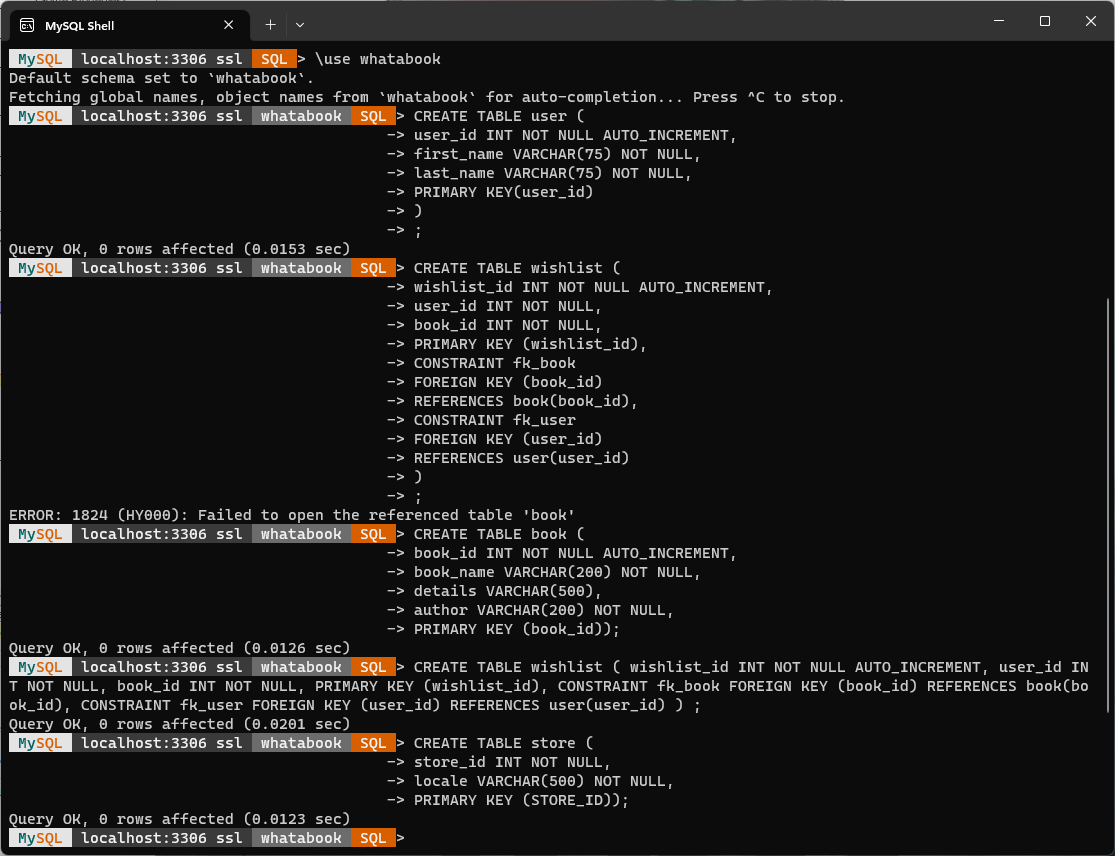 MySQL Shell
MySQL localhost:3306 ssl SQL > \use whatabook
Default schema set to `whatabook`.
Fetching global names, object names from `whatabook` for auto-completion... Press ^C to stop.
MySQL localhost:3306 ssl whatabook SQL > CREATE TABLE user (
-> user_id INT NOT NULL AUTO_INCREMENT,
-> first_name VARCHAR(75) NOT NULL,
-> last_name VARCHAR(75) NOT NULL,
-> PRIMARY KEY(user_id)
-> )
-> ;
Query OK, 0 rows affected (0.0153 sec)
MySQL localhost:3306 ssl whatabook SQL > CREATE TABLE wishlist (
-> wishlist_id INT NOT NULL AUTO_INCREMENT,
-> user_id INT NOT NULL,
-> book_id INT NOT NULL,
-> PRIMARY KEY (wishlist_id),
-> CONSTRAINT fk_book
-> FOREIGN KEY (book_id)
-> REFERENCES book(book_id),
-> CONSTRAINT fk_user
-> FOREIGN KEY (user_id)
-> REFERENCES user(user_id)
-> )
-> ;
ERROR: 1824 (HY000): Failed to open the referenced table 'book'
MySQL localhost:3306 ssl whatabook SQL > CREATE TABLE book (
-> book_id INT NOT NULL AUTO_INCREMENT,
-> book_name VARCHAR(200) NOT NULL,
-> details VARCHAR(500),
-> author VARCHAR(200) NOT NULL,
-> PRIMARY KEY (book_id));
Query OK, 0 rows affected (0.0126 sec)
MySQL localhost:3306 ssl whatabook SQL > CREATE TABLE wishlist ( wishlist_id INT NOT NULL AUTO_INCREMENT, user_id IN
T NOT NULL, book_id INT NOT NULL, PRIMARY KEY (wishlist_id), CONSTRAINT fk_book FOREIGN KEY (book_id) REFERENCES book(bo
ok_id), CONSTRAINT fk_user FOREIGN KEY (user_id) REFERENCES user(user_id) ) ;
Query OK, 0 rows affected (0.0201 sec)
MySQL localhost:3306 ssl whatabook SQL > CREATE TABLE store (
-> store_id INT NOT NULL,
-> locale VARCHAR(500) NOT NULL,
-> PRIMARY KEY (STORE_ID));
Query OK, 0 rows affected (0.0123 sec)
MySQL localhost:3306 ssl whatabook SQL >